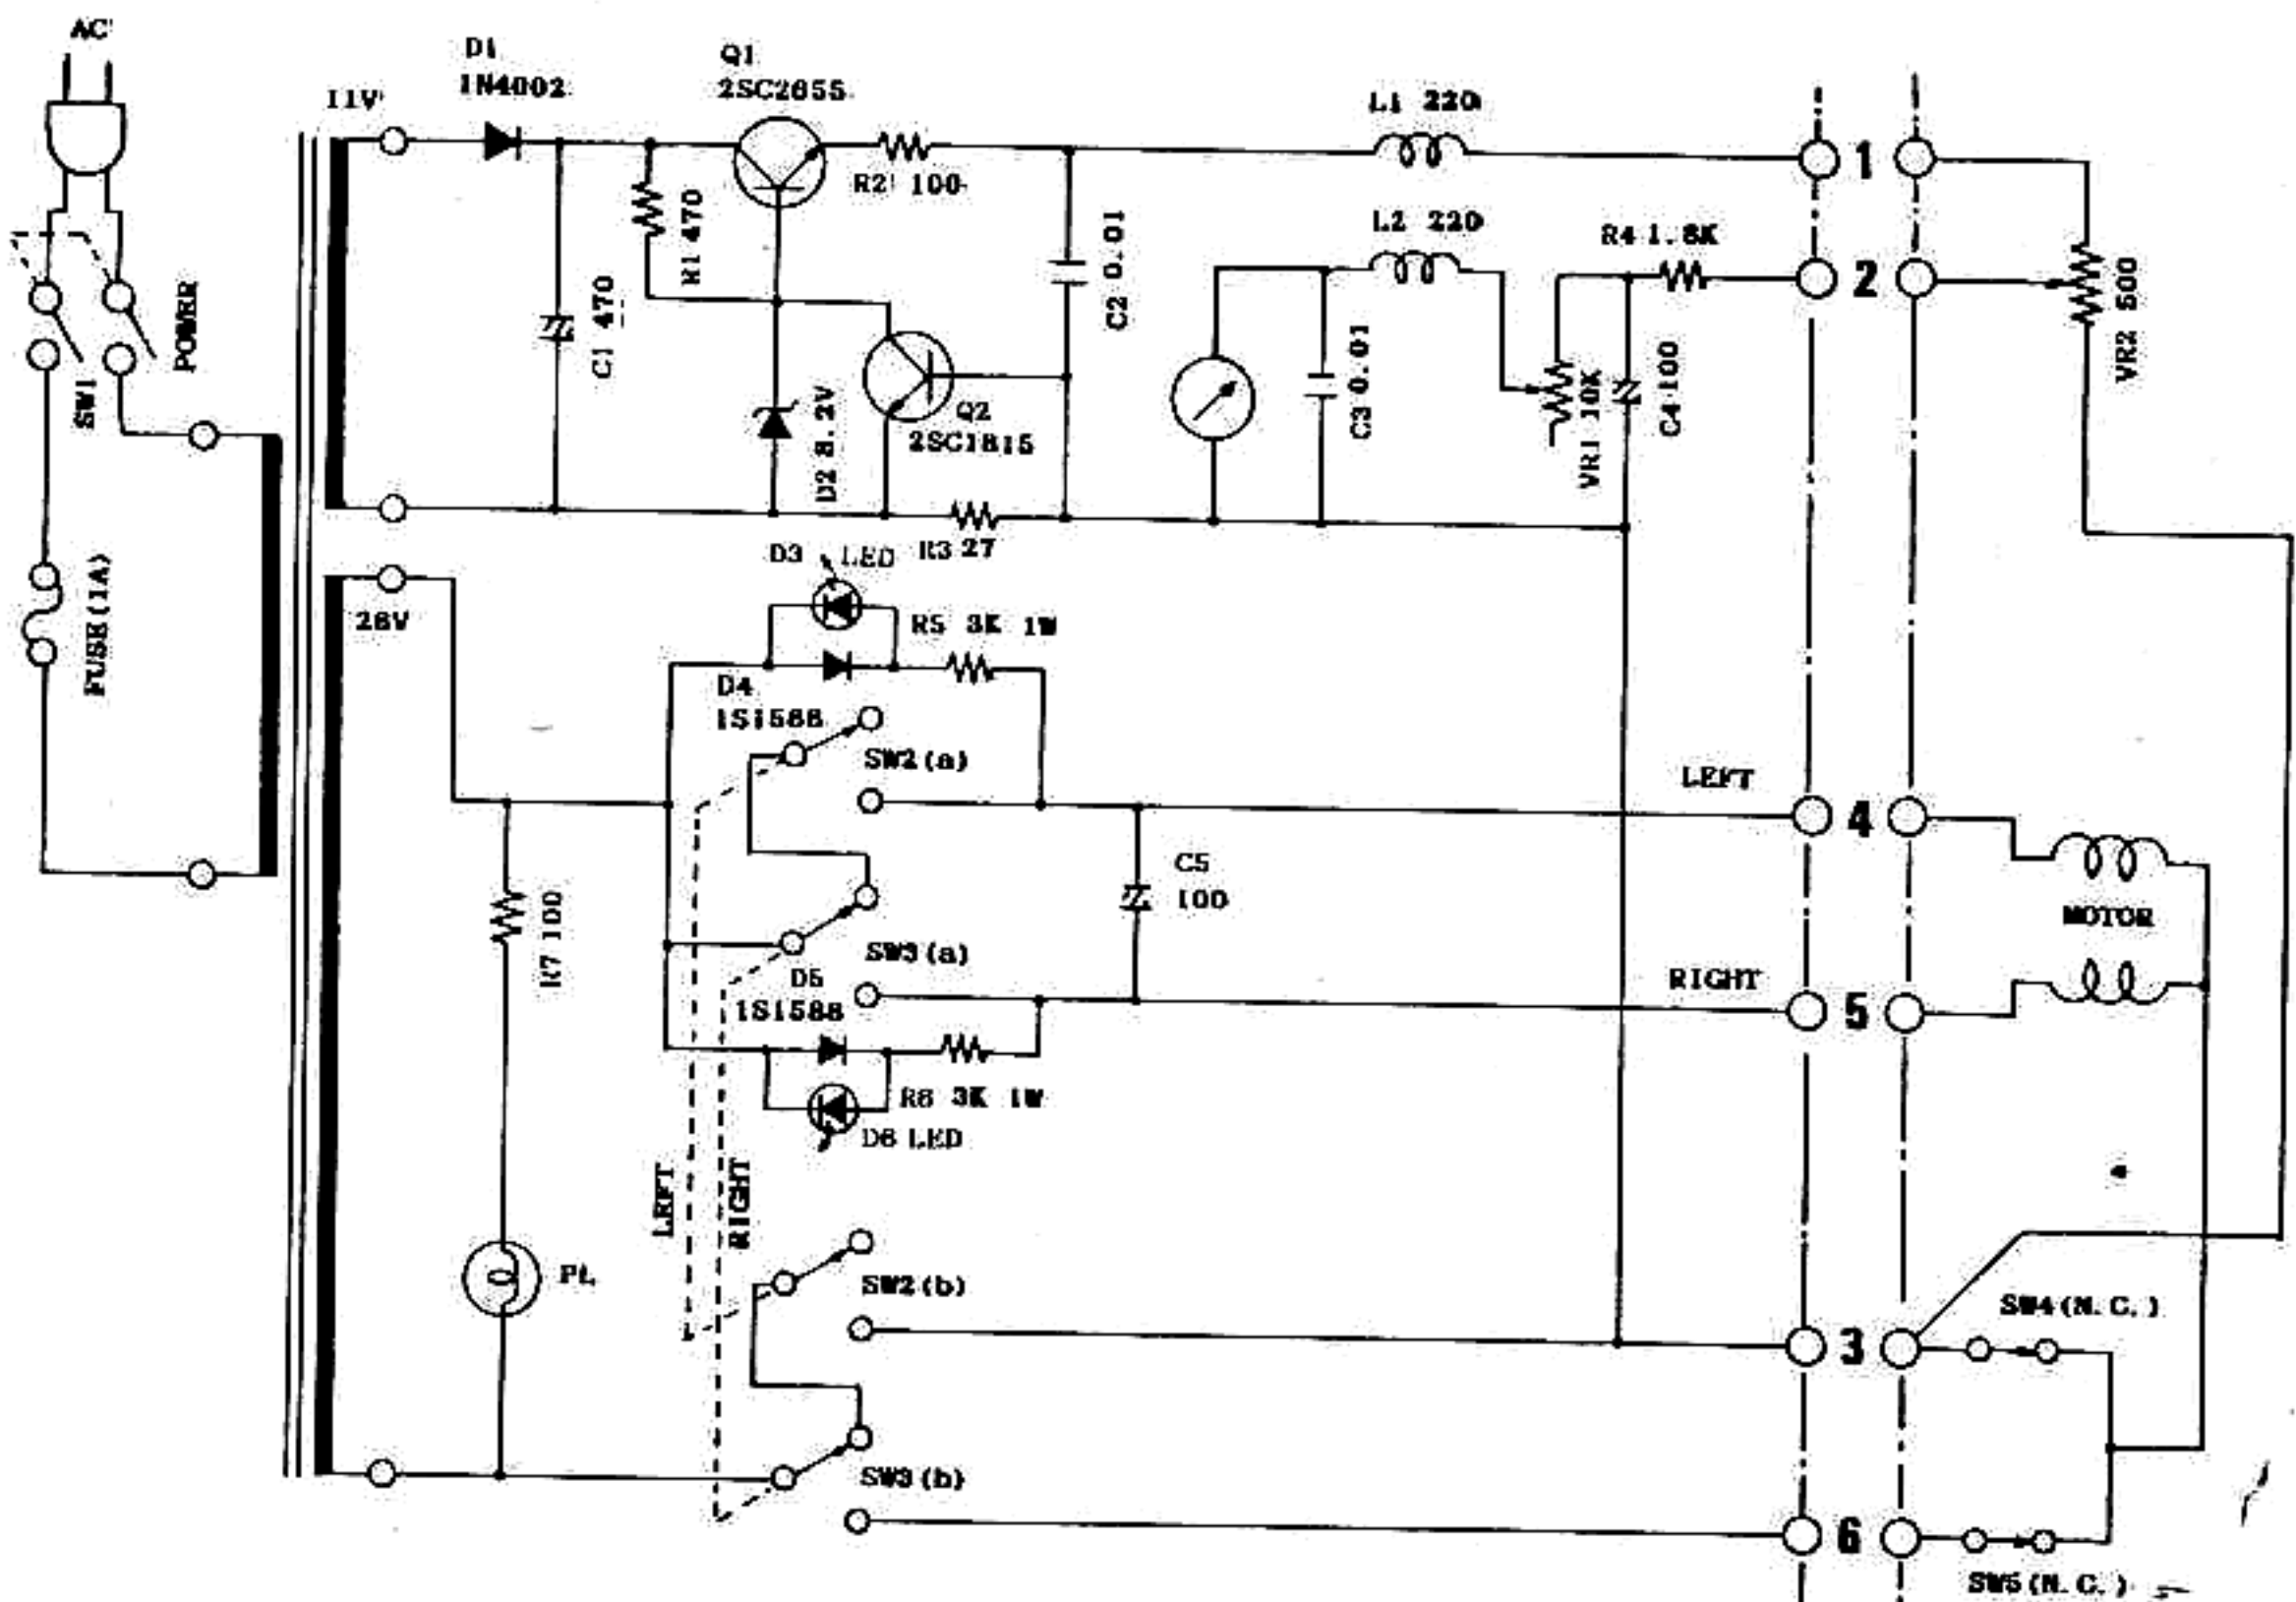 AC
D1
1N4002
Q1
2SC2655
11V
L1 220
1
R2 100
R1 470
L2 220
R4 1.8K
2
C2 0.01
VR2 500
POWER
SW1
C1 470
C3 0.01
VR1 10K
C4 100
Q2
2SC1815
D2 8.2V
R3 27
D3 LED
FUSE(1A)
26V
R5 3K 1W
D4
1S1588
SW2(a)
LEFT
4
C5
100
MOTOR
R7 100
SW3(a)
D5
1S1588
RIGHT
5
R6 3K 1W
D6 LED
LEFT
RIGHT
PL
SW2(b)
3
SW4(N.C.)
SW3(b)
6
SW5(N.C.)